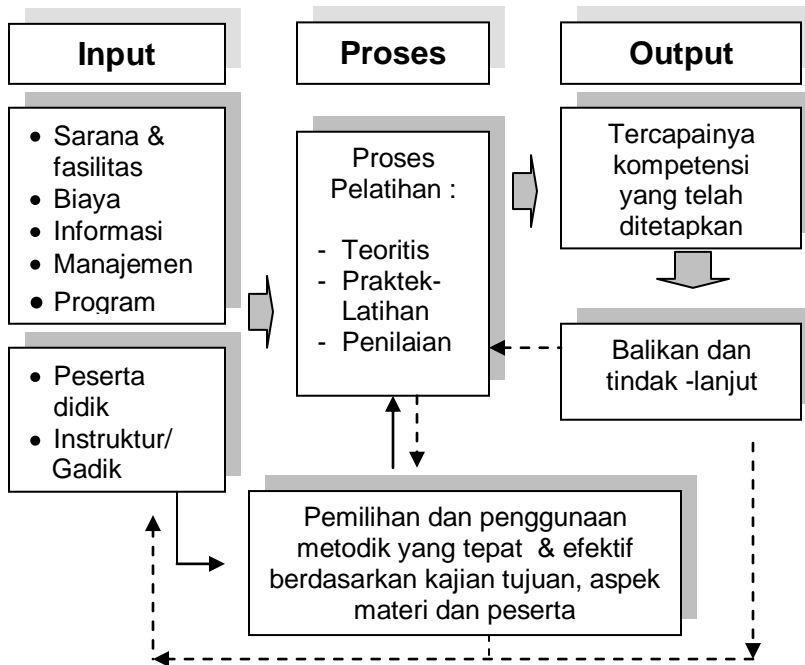 Input
Proses
Output
• Sarana &
fasilitas
• Biaya
• Informasi
• Manajemen
• Program
• Peserta
didik
• Instruktur/
Gadik
Proses
Pelatihan :
- Teoritis
- Praktek-
Latihan
- Penilaian
Tercapainya
kompetensi
yang telah
ditetapkan
Balikan dan
tindak -lanjut
Pemilihan dan penggunaan
metodik yang tepat & efektif
berdasarkan kajian tujuan, aspek
materi dan peserta